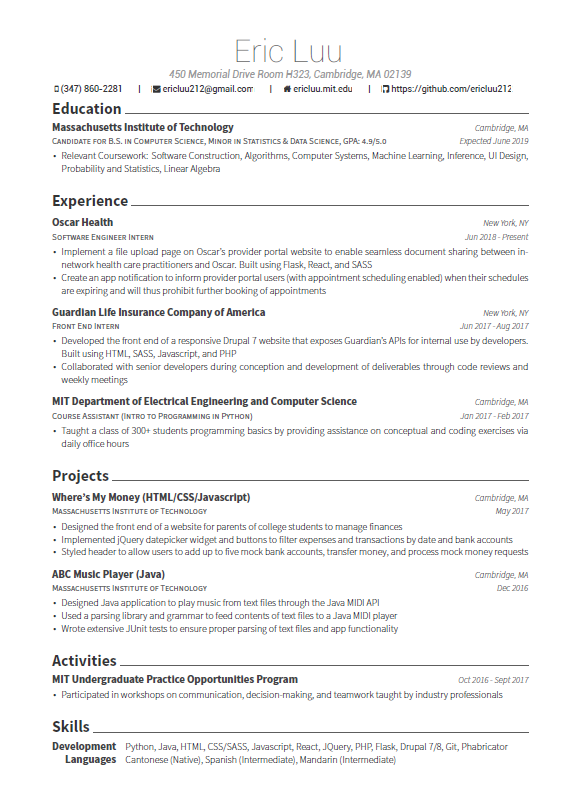 Eric Luu
450 Memorial Drive Room H323, Cambridge, MA 02139
(347) 860-2281 | ericluu212@gmail.com | ericluu.mit.edu | https://github.com/ericluu212
Education
Massachusetts Institute of Technology Cambridge, MA
Candidate for B.S. in Computer Science, Minor in Statistics & Data Science, GPA: 4.9/5.0 Expected June 2019
• Relevant Coursework: Software Construction, Algorithms, Computer Systems, Machine Learning, Inference, UI Design,
Probability and Statistics, Linear Algebra
Experience
Oscar Health New York, NY
Software Engineer Intern Jun 2018 - Present
• Implement a file upload page on Oscar's provider portal website to enable seamless document sharing between in-
network health care practitioners and Oscar. Built using Flask, React, and SASS
• Create an app notification to inform provider portal users (with appointment scheduling enabled) when their schedules
are expiring and will thus prohibit further booking of appointments
Guardian Life Insurance Company of America New York, NY
Front End Intern Jun 2017 - Aug 2017
• Developed the front end of a responsive Drupal 7 website that exposes Guardian's APIs for internal use by developers.
Built using HTML, SASS, Javascript, and PHP
• Collaborated with senior developers during conception and development of deliverables through code reviews and
weekly meetings
MIT Department of Electrical Engineering and Computer Science Cambridge, MA
Course Assistant (Intro to Programming in Python) Jan 2017 - Feb 2017
• Taught a class of 300+ students programming basics by providing assistance on conceptual and coding exercises via
daily office hours
Projects
Where's My Money (HTML/CSS/Javascript) Cambridge, MA
Massachusetts Institute of Technology May 2017
• Designed the front end of a website for parents of college students to manage finances
• Implemented jQuery datepicker widget and buttons to filter expenses and transactions by date and bank accounts
• Styled header to allow users to add up to five mock bank accounts, transfer money, and process mock money requests
ABC Music Player (Java) Cambridge, MA
Massachusetts Institute of Technology Dec 2016
• Designed Java application to play music from text files through the Java MIDI API
• Used a parsing library and grammar to feed contents of text files to a Java MIDI player
• Wrote extensive JUnit tests to ensure proper parsing of text files and app functionality
Activities
MIT Undergraduate Practice Opportunities Program Oct 2016 - Sept 2017
• Participated in workshops on communication, decision-making, and teamwork taught by industry professionals
Skills
Development Python, Java, HTML, CSS/SASS, Javascript, React, JQuery, PHP, Flask, Drupal 7/8, Git, Phabricator
Languages Cantonese (Native), Spanish (Intermediate), Mandarin (Intermediate)